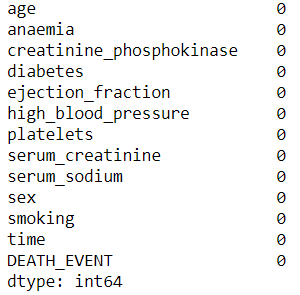 age 0
anaemia 0
creatinine_phosphokinase 0
diabetes 0
ejection_fraction 0
high_blood_pressure 0
platelets 0
serum_creatinine 0
serum_sodium 0
sex 0
smoking 0
time 0
DEATH_EVENT 0
dtype: int64